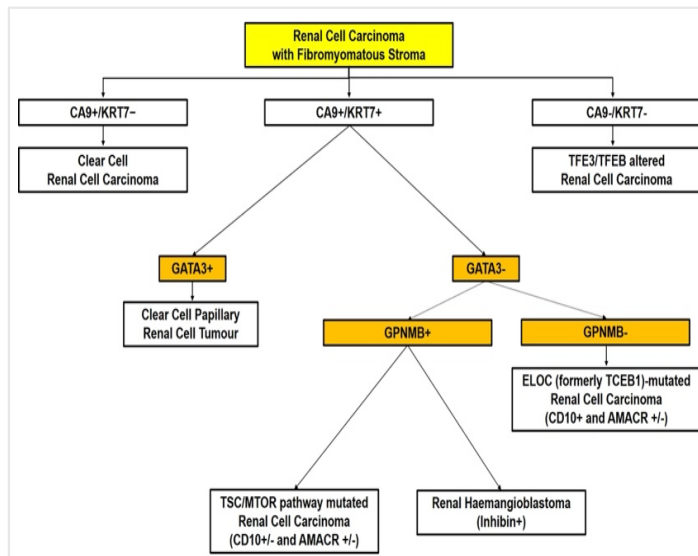 Renal Cell Carcinoma
with Fibromyomatous Stroma
CA9+/KRT7−
CA9+/KRT7+
CA9-/KRT7-
Clear Cell
Renal Cell Carcinoma
TFE3/TFEB altered
Renal Cell Carcinoma
GATA3+
GATA3-
Clear Cell Papillary
Renal Cell Tumour
GPNMB+
GPNMB-
ELOC (formerly TCEB1)-mutated
Renal Cell Carcinoma
(CD10+ and AMACR +/-)
TSC/MTOR pathway mutated
Renal Cell Carcinoma
(CD10+/- and AMACR +/-)
Renal Haemangioblastoma
(Inhibin+)